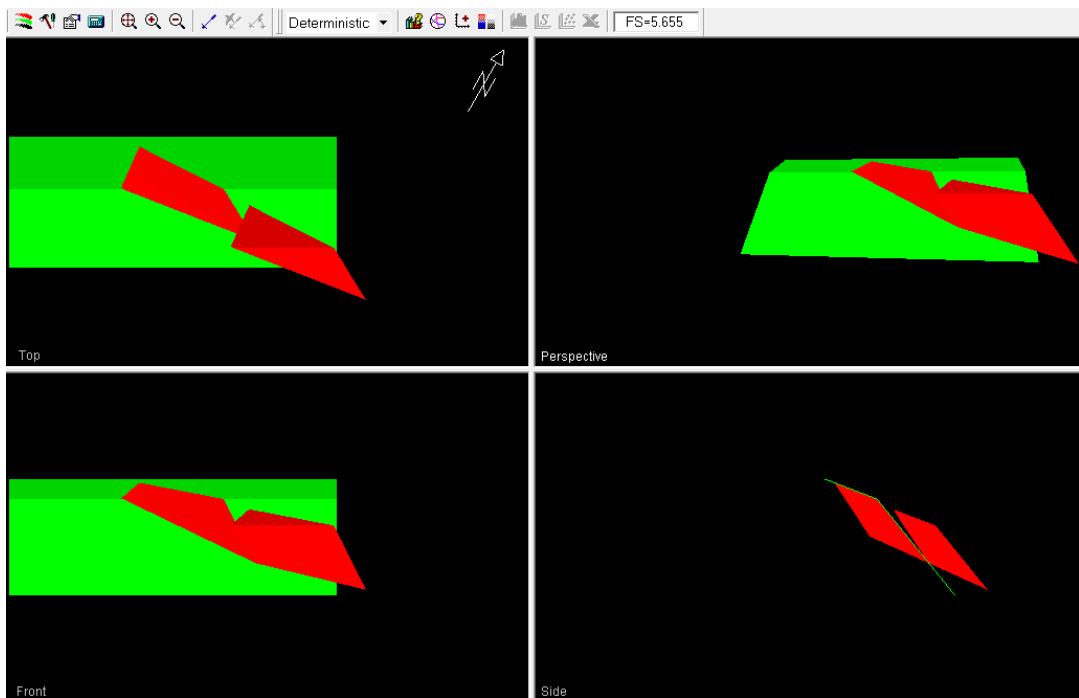 Deterministic FS=5.655
N
Top
Perspective
Front
Side